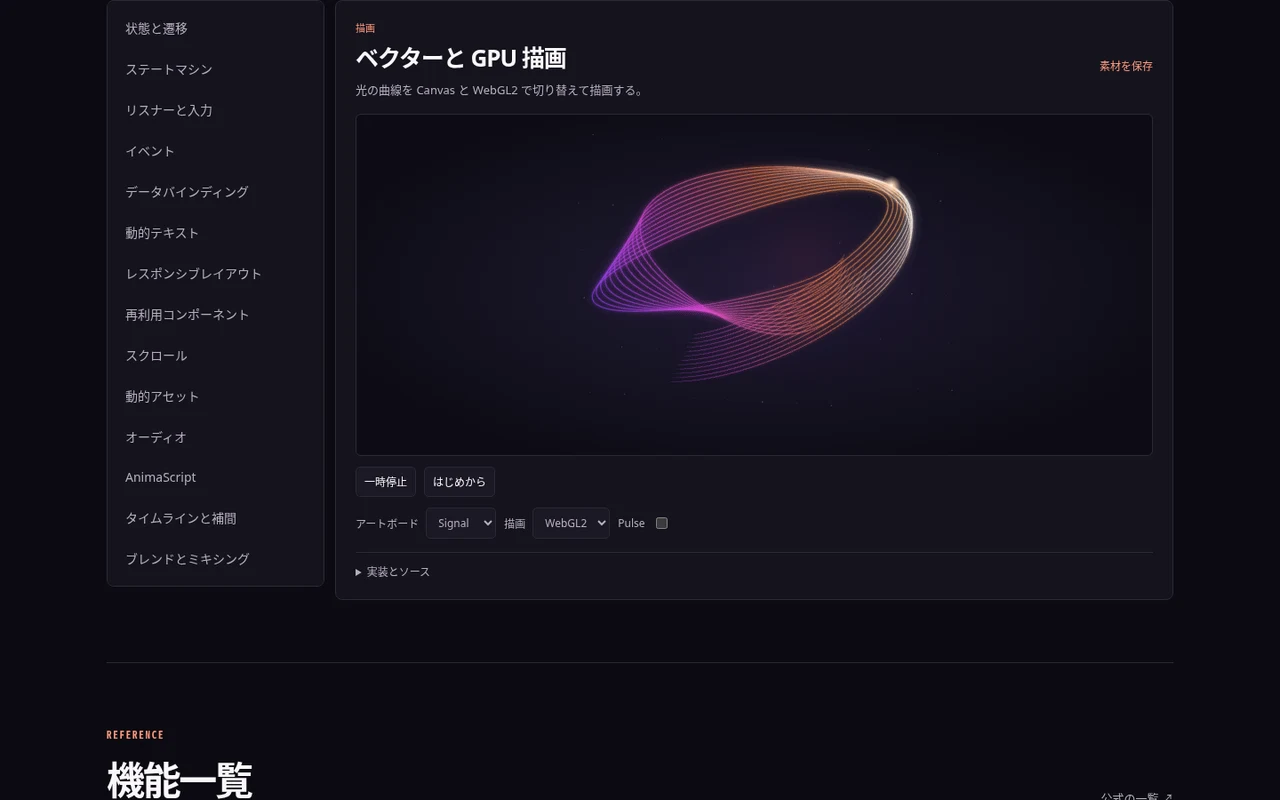 状態と遷移
ステートマシン
リスナーと入力
イベント
データバインディング
動的テキスト
レスポンシブレイアウト
再利用コンポーネント
スクロール
動的アセット
オーディオ
AnimaScript
タイムラインと補間
ブレンドとミキシング
描画
ベクターと GPU 描画
素材を保存
光の曲線を Canvas と WebGL2 で切り替えて描画する。
一時停止 はじめから
アートボード Signal 描画 WebGL2 Pulse
▶ 実装とソース
REFERENCE
機能一覧
公式の一覧 ↗